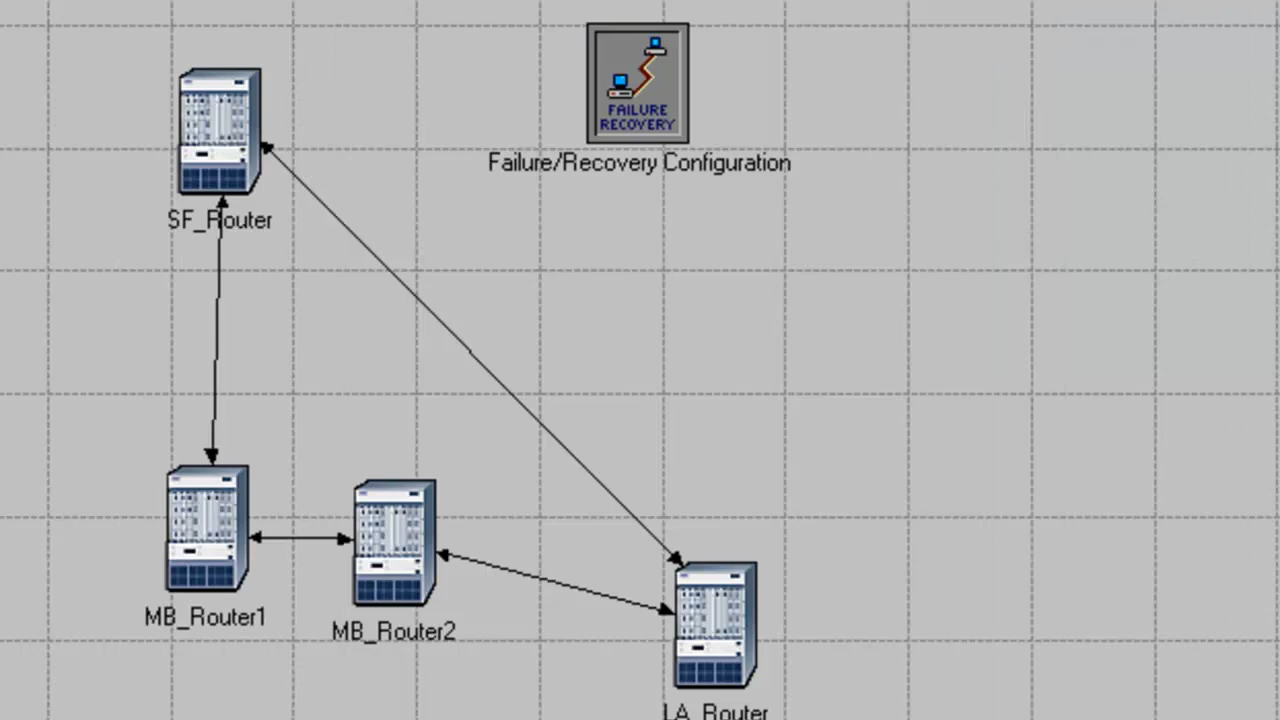 FAILURE
RECOVERY
Failure/Recovery Configuration
SF_Router
MB_Router1
MB_Router2
LA_Router